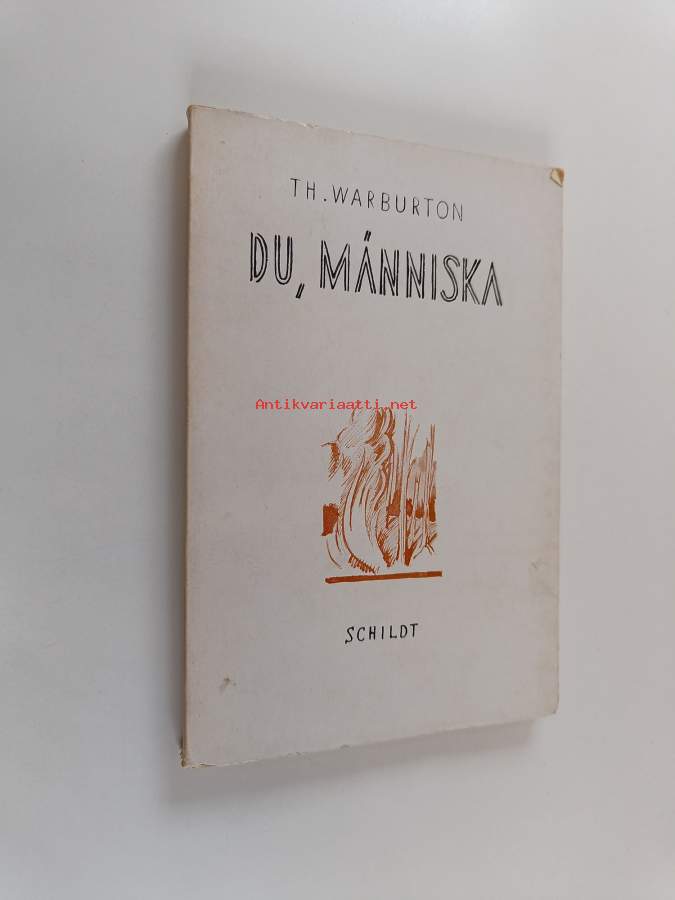 TH. WARBURTON
DU, MÄNNISKA
Antikvariaatti.net
SCHILDT